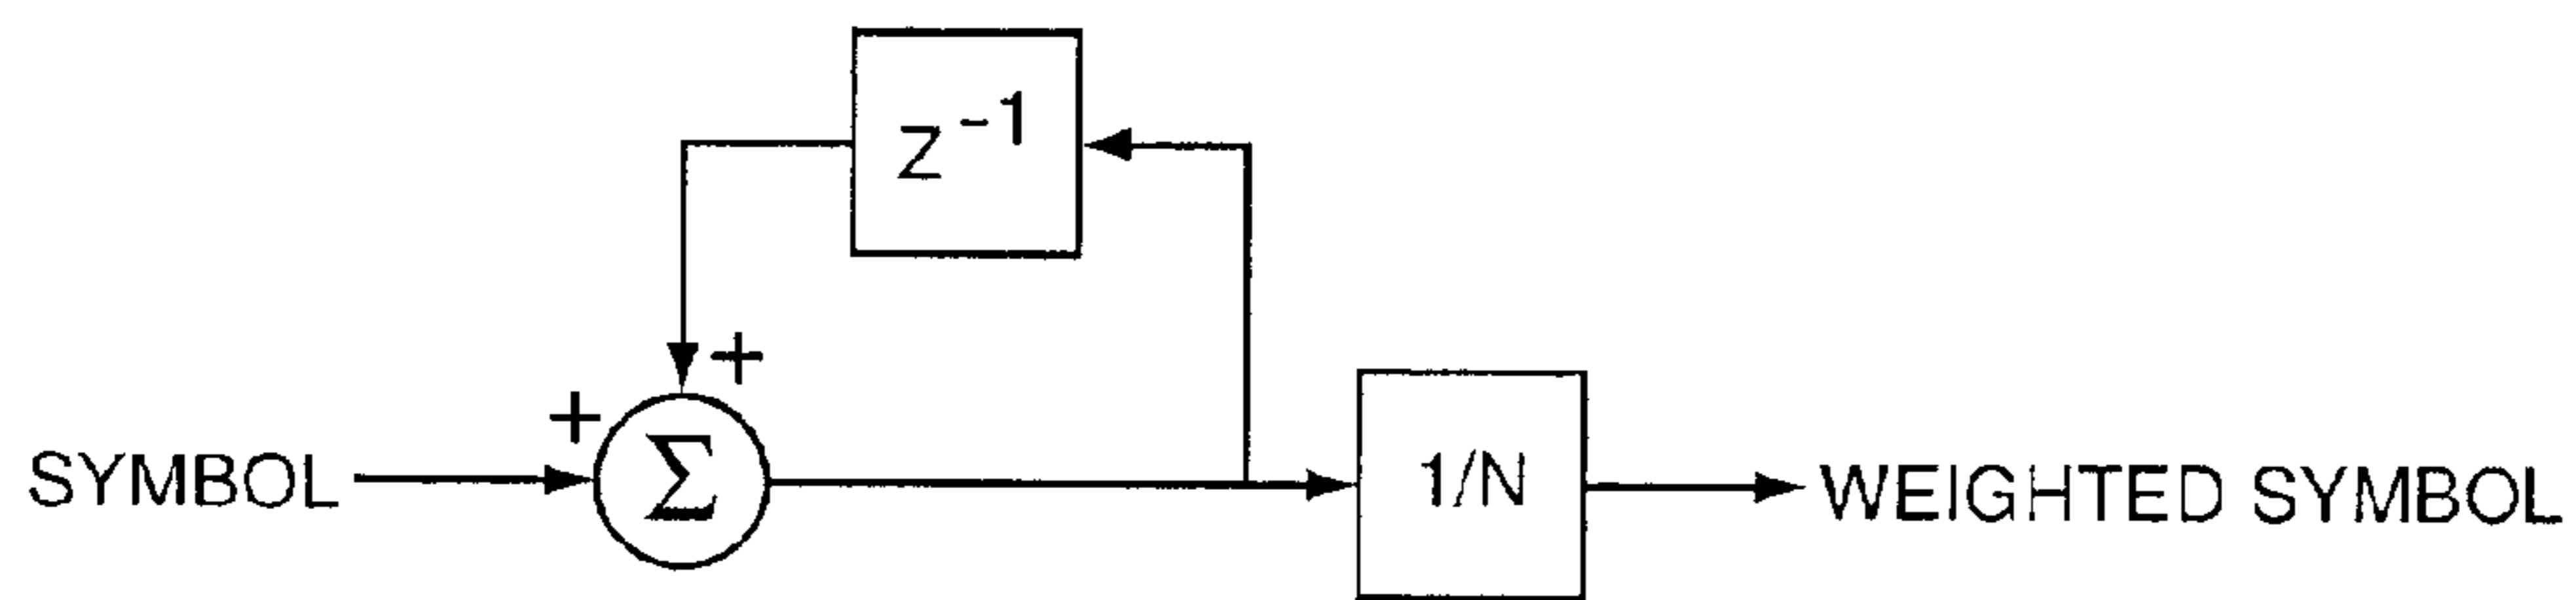 z⁻¹
+
+
SYMBOL
Σ
1/N
WEIGHTED SYMBOL